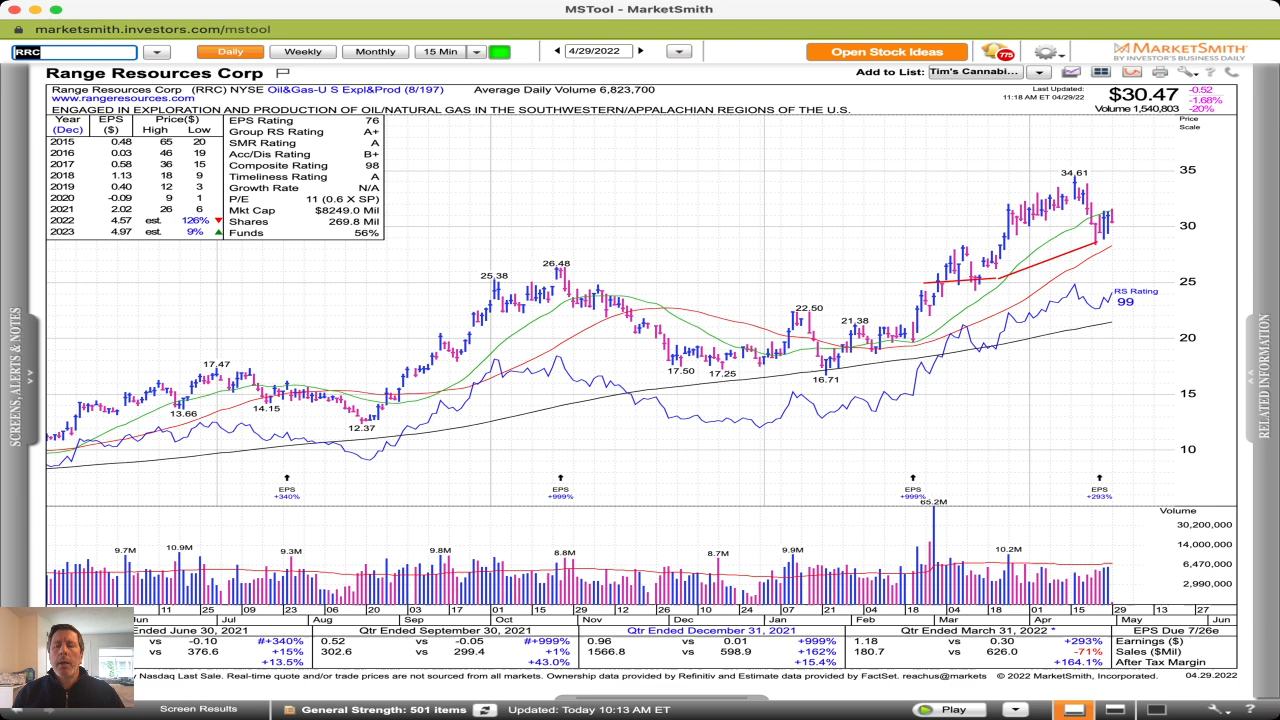 MSTool - MarketSmith
marketsmith.investors.com/mstool
RRC Daily Weekly Monthly 15 Min 4/29/2022 Open Stock Ideas 775 MARKETSMITH
BY INVESTOR'S BUSINESS DAILY
Range Resources Corp Add to List: Tim's Cannabi...
Range Resources Corp (RRC) NYSE Oil&Gas-U S Expl&Prod (8/197) Average Daily Volume 6,823,700
www.rangeresources.com
Last Updated:
11:18 AM ET 04/29/22
$30.47 -0.52
-1.68%
Volume 1,540,803 -20%
ENGAGED IN EXPLORATION AND PRODUCTION OF NATURAL GAS IN THE SOUTHWESTERN/APPALACHIAN REGIONS OF THE U.S.
Year EPS Price($)
(Dec) ($) High Low
2015 0.48 65 20
2016 0.03 46 19
2017 0.58 36 15
2018 1.13 18 9
2019 0.40 12 3
2020 -0.09 9 1
2021 2.02 26 6
2022 4.57 est. 126%
2023 4.97 est. 9%
EPS Rating 76
Group RS Rating A+
SMR Rating A
Acc/Dis Rating B+
Composite Rating 98
Timeliness Rating A
Growth Rate N/A
P/E 11 (0.6 X SP)
Mkt Cap $8249.0 Mil
Shares 269.8 Mil
Funds 56%
Price
Scale
35
30
25
20
15
10
34.61
26.48
25.38
22.50
21.38
17.47
17.50
17.25
16.71
13.66
14.15
12.37
RS Rating
99
EPS EPS EPS EPS
+340% +999% +999% +293%
65.2M
Volume
30,200,000
14,000,000
6,470,000
2,990,000
9.7M 10.9M 9.3M 9.8M 8.8M 8.7M 9.9M 10.2M
11 25 09 23 06 20 03 17 01 15 29 12 26 10 24 07 21 04 18 04 18 01 15 29 13 27
Jun Jul Aug Sep Oct Nov Dec Jan Feb Mar Apr May Jun
Ended June 30, 2021 Qtr Ended September 30, 2021 Qtr Ended December 31, 2021 Qtr Ended March 31, 2022 * EPS Due 7/26e
vs -0.10 #+340% 0.52 vs -0.05 #+999% 0.96 vs 0.01 +999% 1.18 vs 0.30 +293% Earnings ($)
vs 376.6 +15% 302.6 vs 299.4 +1% 1566.8 vs 598.9 +162% 180.7 vs 626.0 -71% Sales ($Mil)
+13.5% +43.0% +15.4% +164.1% After Tax Margin
y Nasdaq Last Sale. Real-time quote and/or trade prices are not sourced from all markets. Ownership data provided by Refinitiv and Estimate data provided by FactSet. reachus@markets © 2022 MarketSmith, Incorporated. 04.29.2022
Screen Results General Strength: 501 items Updated: Today 10:13 AM ET Play
SCREENS, ALERTS & NOTES
RELATED INFORMATION